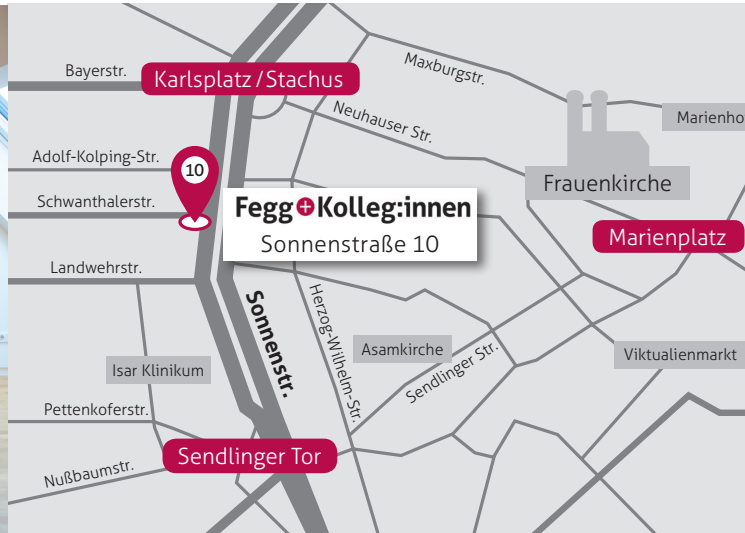 Maxburgstr.
Bayerstr.
Karlsplatz/Stachus
Neuhauser Str.
Marienho
Adolf-Kolping-Str.
10
Frauenkirche
Schwanthalerstr.
Fegg+Kolleg:innen
Sonnenstraße 10
Marienplatz
Landwehrstr.
Sonnenstr.
Herzog-Wilhelm-Str.
Asamkirche
Sendlinger Str.
Viktualienmarkt
Isar Klinikum
Pettenkoferstr.
Sendlinger Tor
Nußbaumstr.